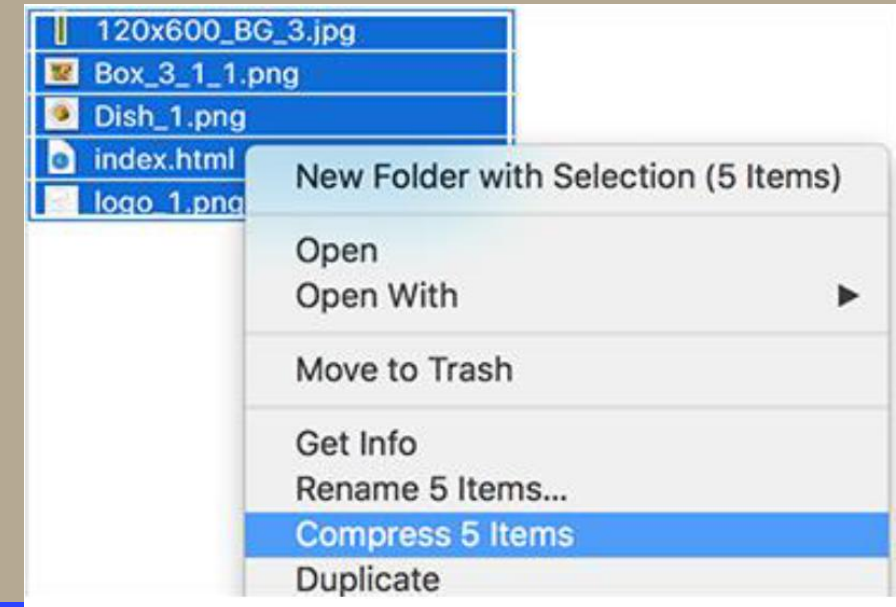 120x600_BG_3.jpg
Box_3_1_1.png
Dish_1.png
index.html
logo_1.png
New Folder with Selection (5 Items)
Open
Open With
Move to Trash
Get Info
Rename 5 Items...
Compress 5 Items
Duplicate